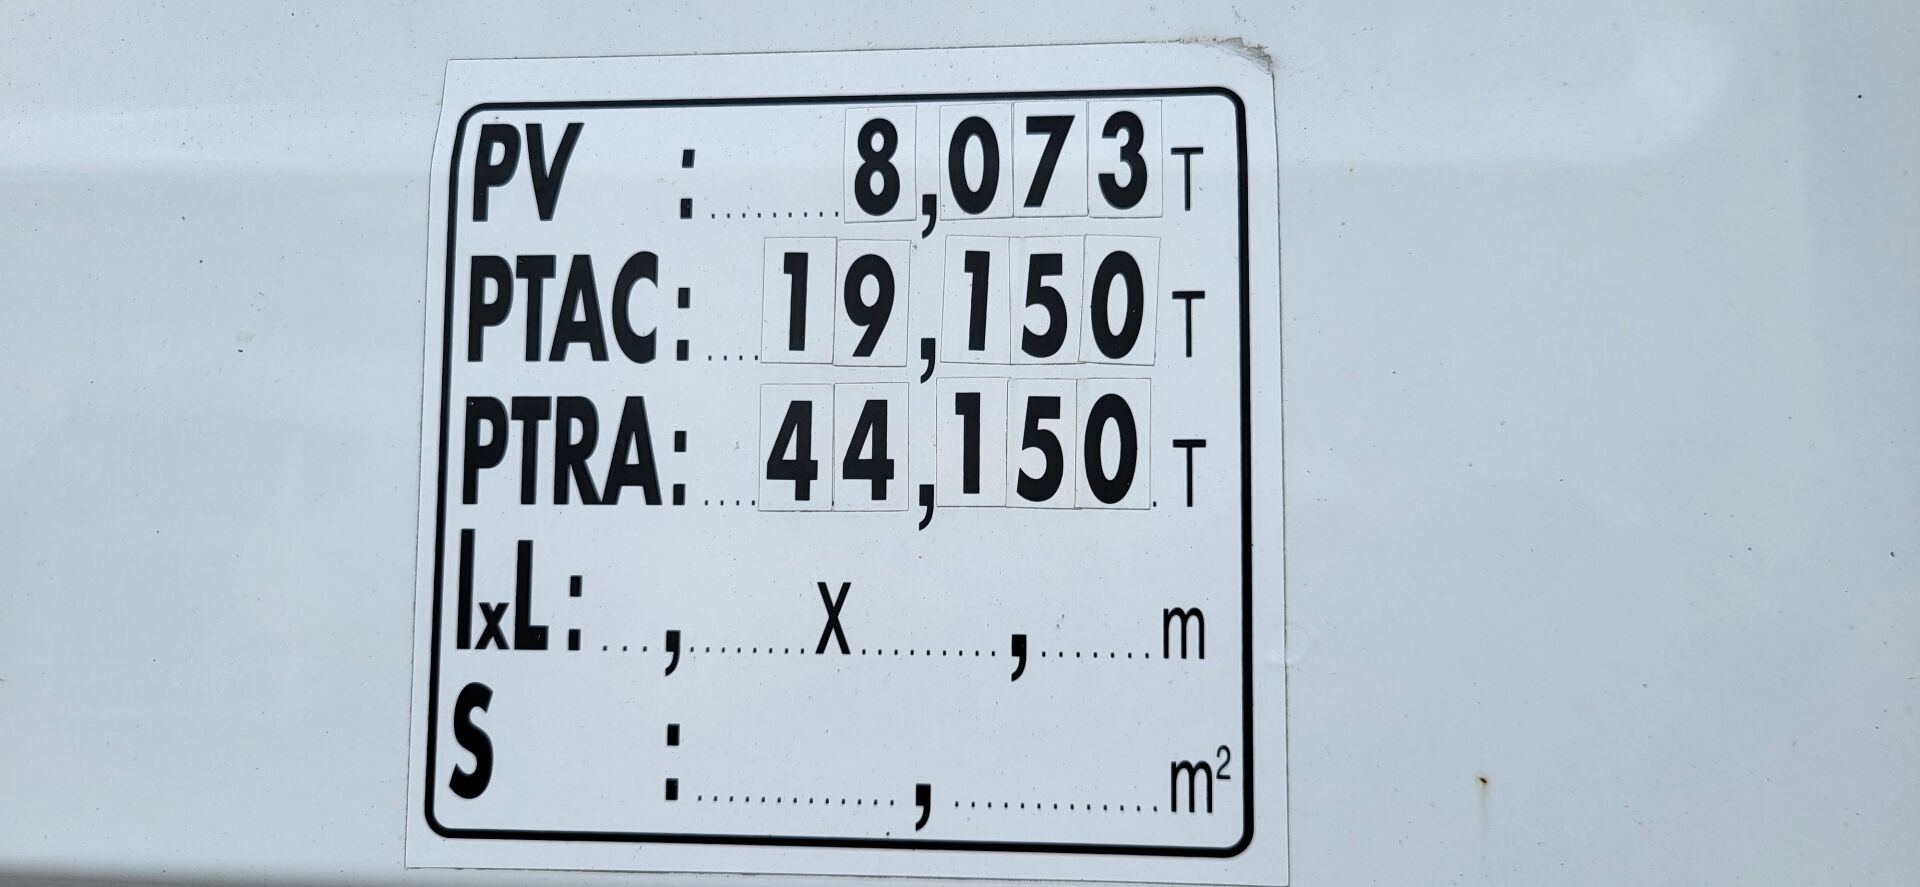 PV : ......... 8,073 T
PTAC: .... 19,150 T
PTRA: .... 44,150 . T
lxL: ...,........X.........,....... m
S : .............,............. m²